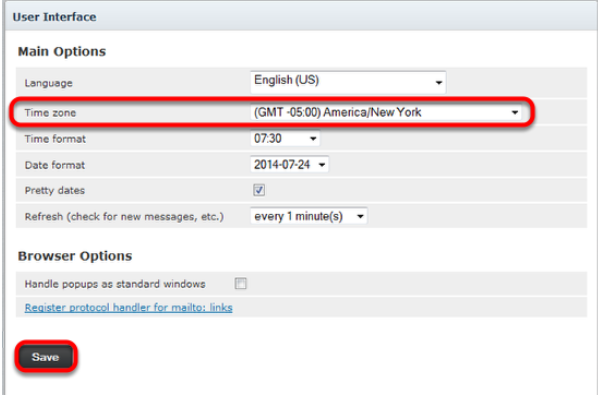 User Interface
Main Options
Language English (US)
Time zone (GMT -05:00) America/New York
Time format 07:30
Date format 2014-07-24
Pretty dates
Refresh (check for new messages, etc.) every 1 minute(s)
Browser Options
Handle popups as standard windows
Register protocol handler for mailto: links
Save